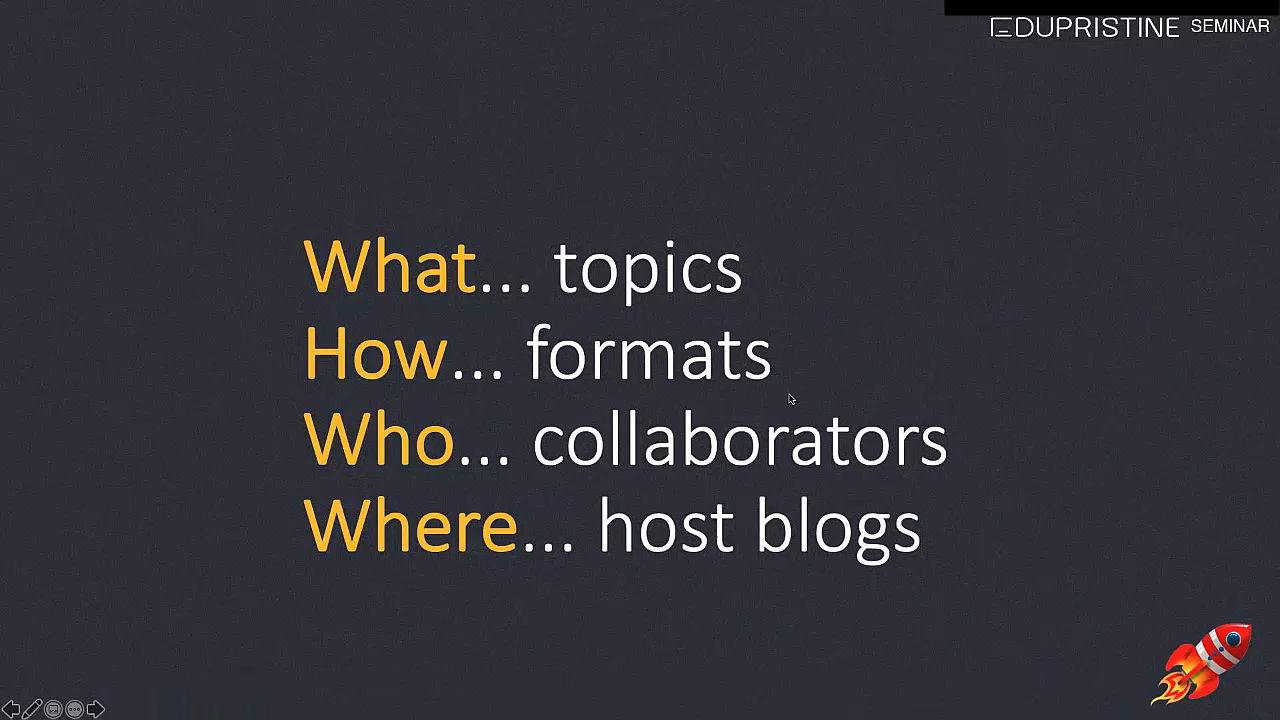 EDUPRISTINE SEMINAR
What... topics
How... formats
Who... collaborators
Where... host blogs